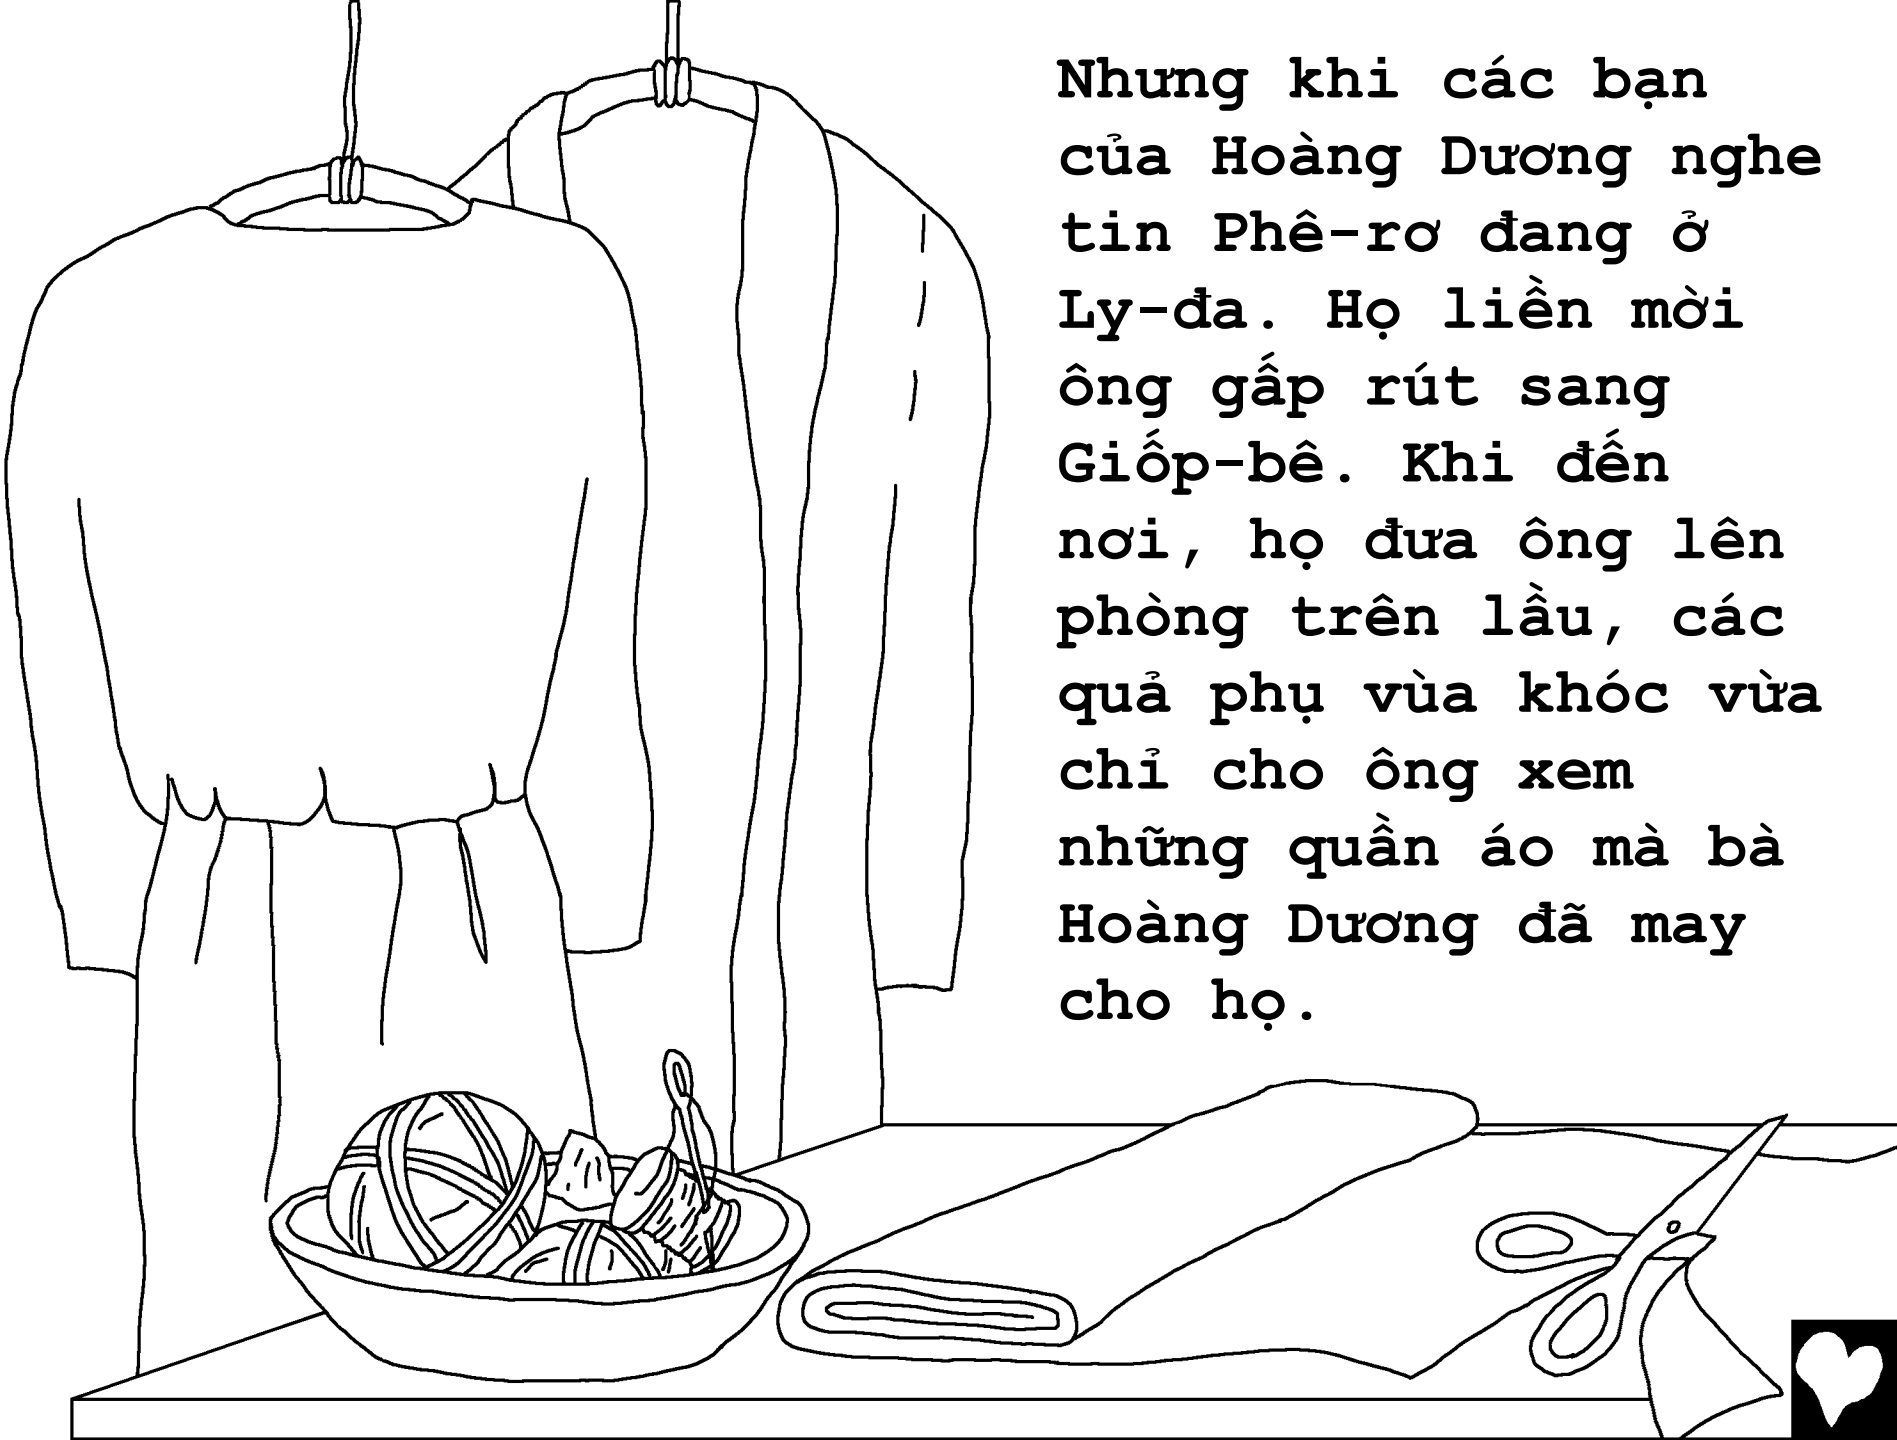 Nhưng khi các bạn
của Hoàng Dương nghe
tin Phê-rơ đang ở
Ly-đa. Họ liền mời
ông gấp rút sang
Giốp-bê. Khi đến
nơi, họ đưa ông lên
phòng trên lầu, các
quả phụ vùa khóc vừa
chỉ cho ông xem
những quần áo mà bà
Hoàng Dương đã may
cho họ.